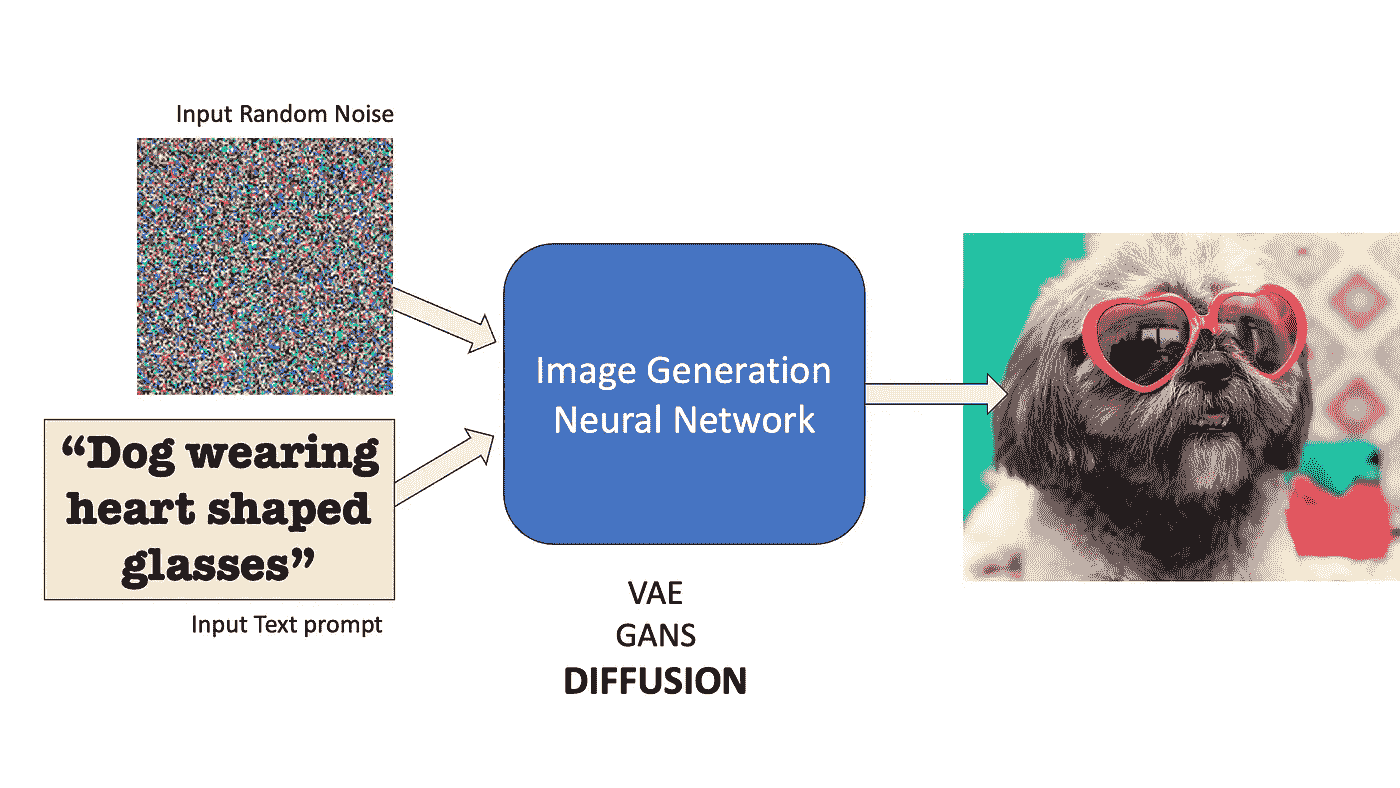 Input Random Noise
“Dog wearing
heart shaped
glasses”
Input Text prompt
Image Generation
Neural Network
VAE
GANS
DIFFUSION